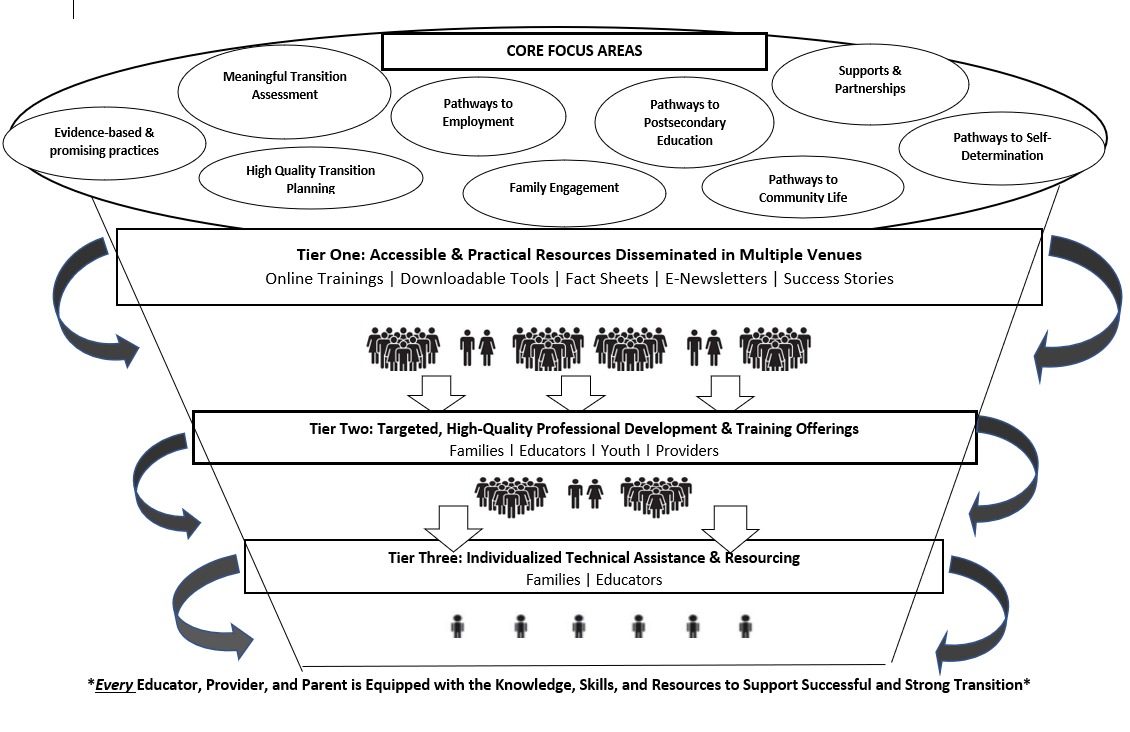 CORE FOCUS AREAS
Meaningful Transition
Assessment
Supports &
Partnerships
Pathways to
Employment
Pathways to
Postsecondary
Education
Evidence-based &
promising practices
Pathways to Self-
Determination
High Quality Transition
Planning
Family Engagement
Pathways to
Community Life
Tier One: Accessible & Practical Resources Disseminated in Multiple Venues
Online Trainings | Downloadable Tools | Fact Sheets | E-Newsletters | Success Stories
Tier Two: Targeted, High-Quality Professional Development & Training Offerings
Families l Educators l Youth l Providers
Tier Three: Individualized Technical Assistance & Resourcing
Families | Educators
*Every Educator, Provider, and Parent is Equipped with the Knowledge, Skills, and Resources to Support Successful and Strong Transition*